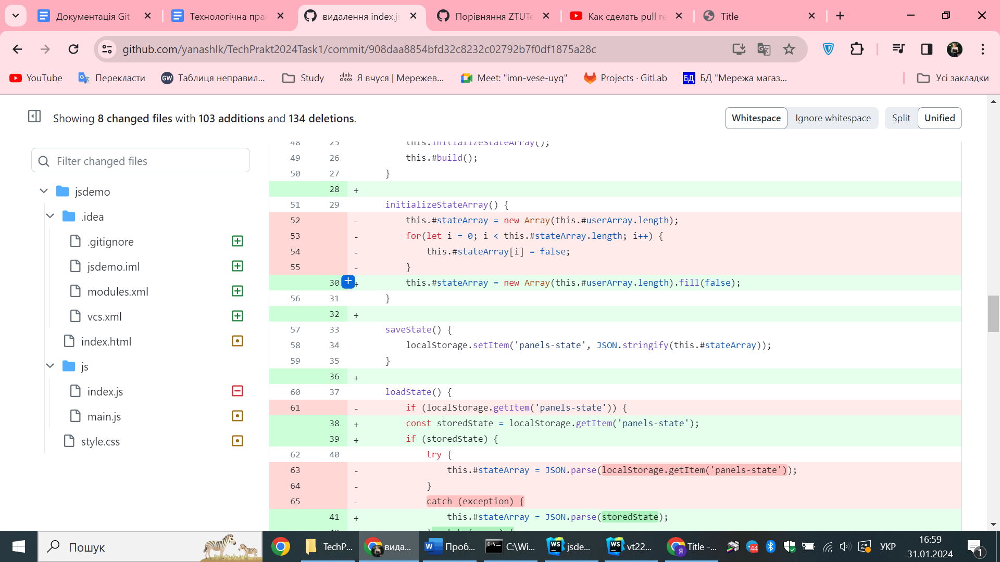 Документація Git
Технологічна пра
видалення index.js
Порівняння ZTUTe
Как сделать pull re
Title
github.com/yanashlk/TechPrakt2024Task1/commit/908daa8854bfd32c8232c02792b7f0df1875a28c
YouTube
Перекласти
GW
Таблиця неправил...
Study
cisco
Я вчуся | Мережев...
Meet: "imn-vese-uyq"
Projects · GitLab
БД
БД "Мережа магаз...
Усі закладки
Showing 8 changed files with 103 additions and 134 deletions.
Whitespace
Ignore whitespace
Split
Unified
Filter changed files
jsdemo
.idea
.gitignore
jsdemo.iml
modules.xml
vcs.xml
index.html
js
index.js
main.js
style.css
48 25 this.initializeStateArray();
49 26 this.#build();
50 27 }
28 +
51 29 initializeStateArray() {
52 - this.#stateArray = new Array(this.#userArray.length);
53 - for(let i = 0; i < this.#stateArray.length; i++) {
54 - this.#stateArray[i] = false;
55 - }
30 + this.#stateArray = new Array(this.#userArray.length).fill(false);
56 31 }
32 +
57 33 saveState() {
58 34 localStorage.setItem('panels-state', JSON.stringify(this.#stateArray));
59 35 }
36 +
60 37 loadState() {
61 - if (localStorage.getItem('panels-state')) {
38 + const storedState = localStorage.getItem('panels-state');
39 + if (storedState) {
62 40 try {
63 - this.#stateArray = JSON.parse(localStorage.getItem('panels-state'));
64 - }
65 - catch (exception) {
41 + this.#stateArray = JSON.parse(storedState);
Пошук
TechP...
вида...
Проб...
C:\Wi...
jsde...
vt22...
Title -...
44
УКР
16:59
31.01.2024
1